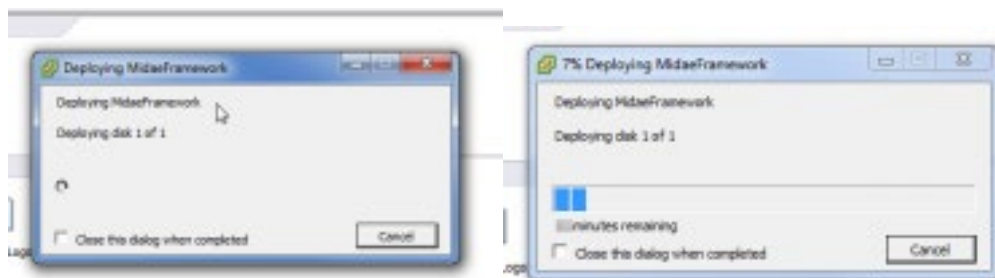 Deploying MidaeFramework
Deploying MidaeFramework
Deploying disk 1 of 1
Close this dialog when completed
Cancel
7% Deploying MidaeFramework
Deploying MidaeFramework
Deploying disk 1 of 1
minutes remaining
Close this dialog when completed
Cancel